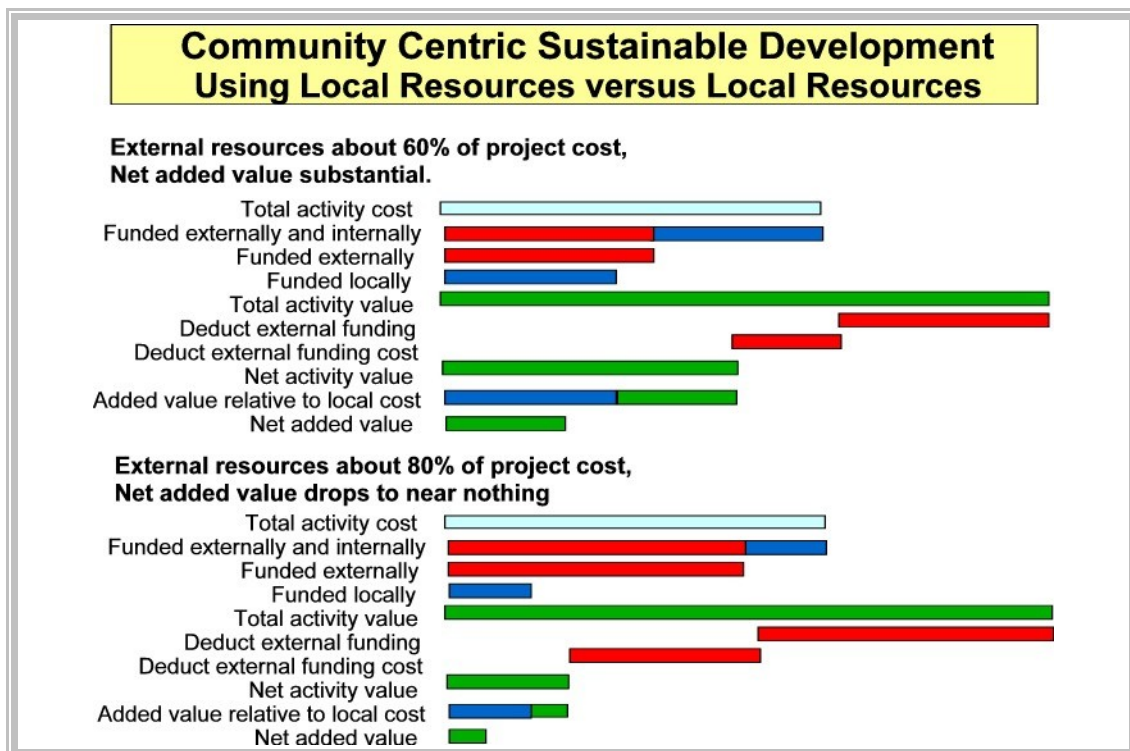 Community Centric Sustainable Development
Using Local Resources versus Local Resources
External resources about 60% of project cost,
Net added value substantial.
Total activity cost
Funded externally and internally
Funded externally
Funded locally
Total activity value
Deduct external funding
Deduct external funding cost
Net activity value
Added value relative to local cost
Net added value
External resources about 80% of project cost,
Net added value drops to near nothing
Total activity cost
Funded externally and internally
Funded externally
Funded locally
Total activity value
Deduct external funding
Deduct external funding cost
Net activity value
Added value relative to local cost
Net added value